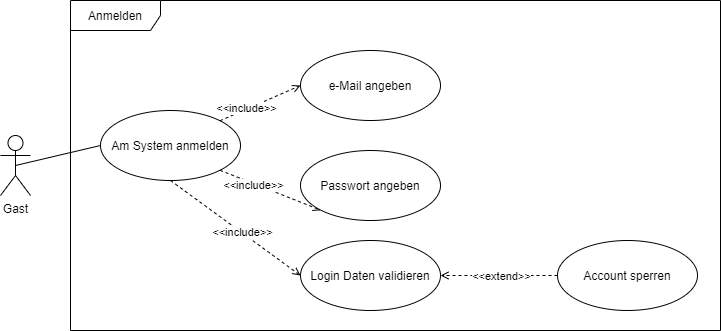 Anmelden
e-Mail angeben
<<include>>
Am System anmelden
<<include>>
Passwort angeben
Gast
<<include>>
Login Daten validieren
<<extend>>
Account sperren